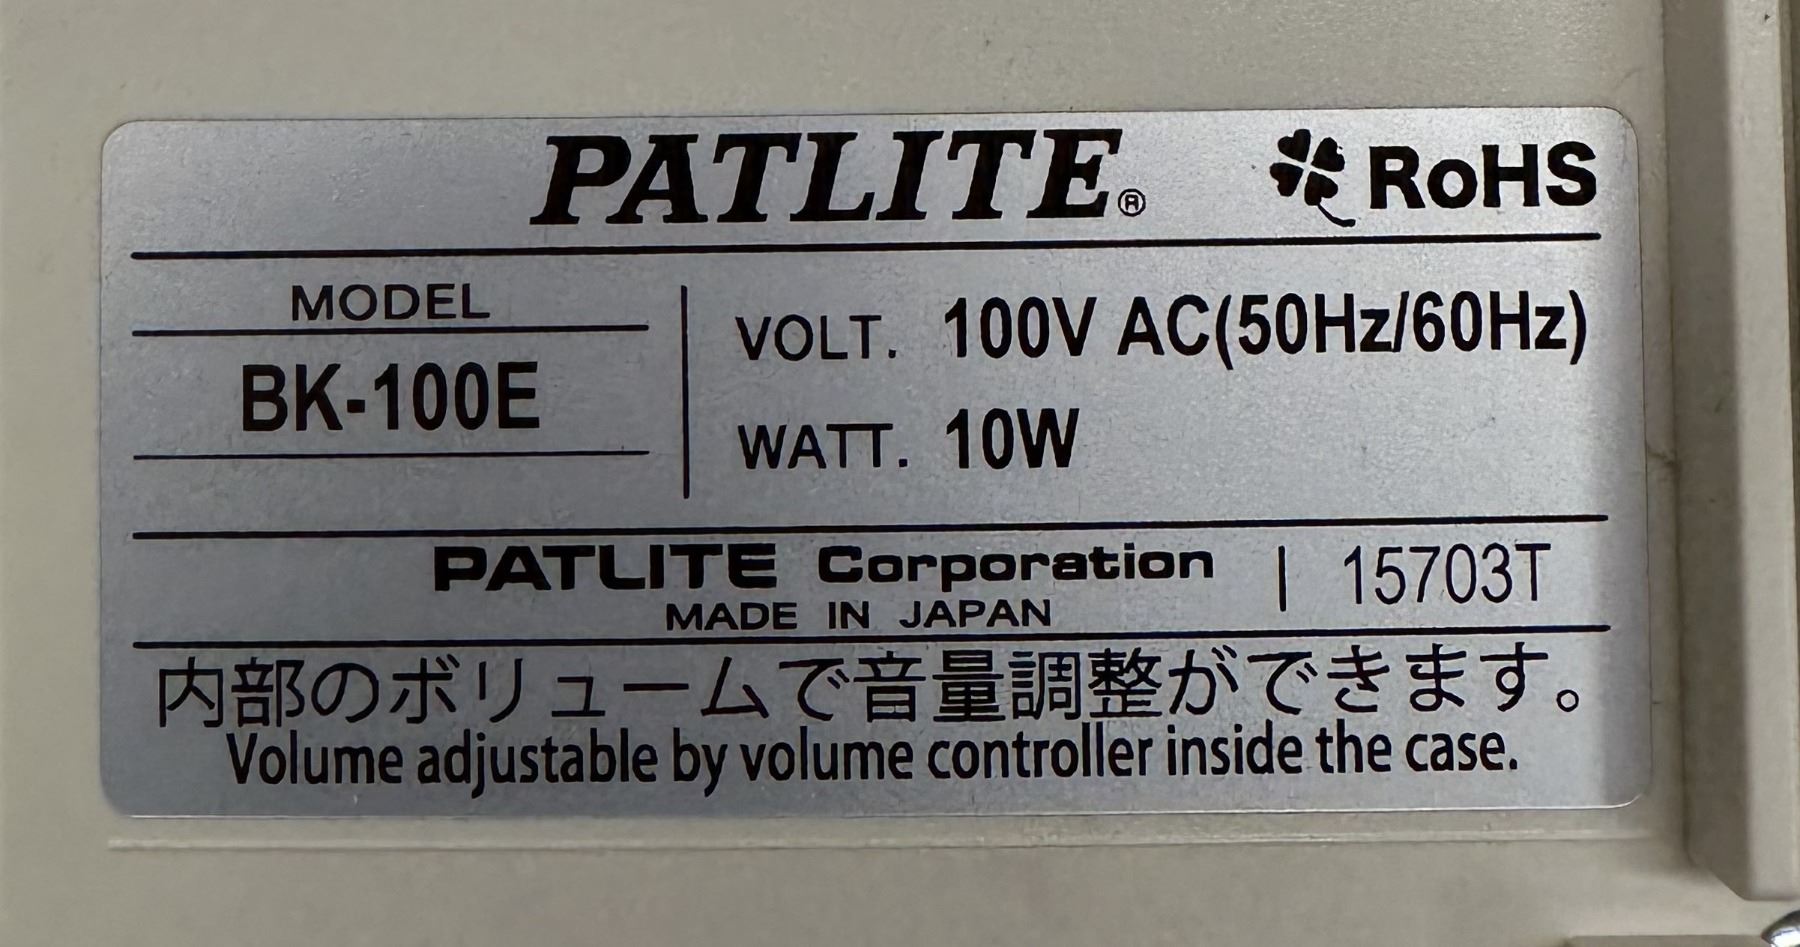 PATLITE® RoHS
MODEL
BK-100E
VOLT. 100V AC(50Hz/60Hz)
WATT. 10W
PATLITE Corporation | 15703T
MADE IN JAPAN
内部のボリュームで音量調整ができます。
Volume adjustable by volume controller inside the case.